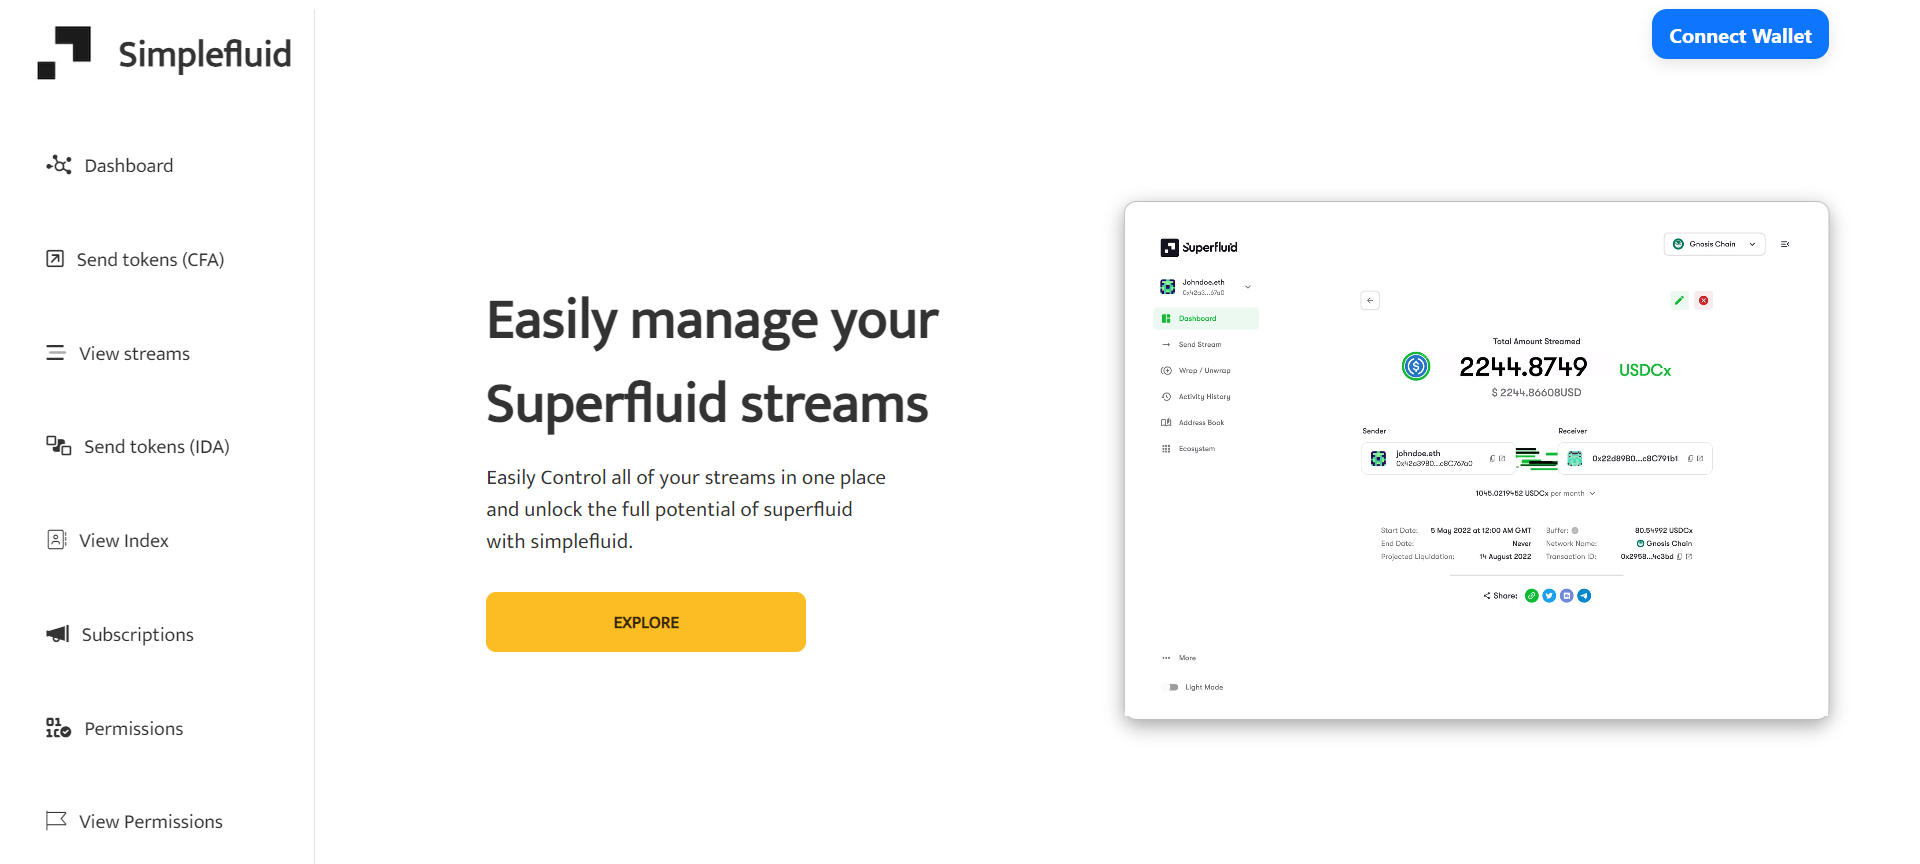 Simplefluid
Connect Wallet
Dashboard
Send tokens (CFA)
View streams
Send tokens (IDA)
View Index
Subscriptions
Permissions
View Permissions
Easily manage your
Superfluid streams
Easily Control all of your streams in one place
and unlock the full potential of superfluid
with simplefluid.
EXPLORE
Superfluid
Gnosis Chain
Johndoe.eth
0x42a3...67a0
Dashboard
Send Stream
Wrap / Unwrap
Activity History
Address Book
Ecosystem
More
Light Mode
Total Amount Streamed
2244.8749 USDCx
$ 2244.86608USD
Sender Receiver
johndoe.eth
0x42a39B0...c8C767a0
0x22d89B0...c8C791b1
1045.0219452 USDCx per month
Start Date: 5 May 2022 at 12:00 AM GMT Buffer: 80.54992 USDCx
End Date: Never Network Name: Gnosis Chain
Projected Liquidation: 14 August 2022 Transaction ID: 0x2958...4c3bd
Share: